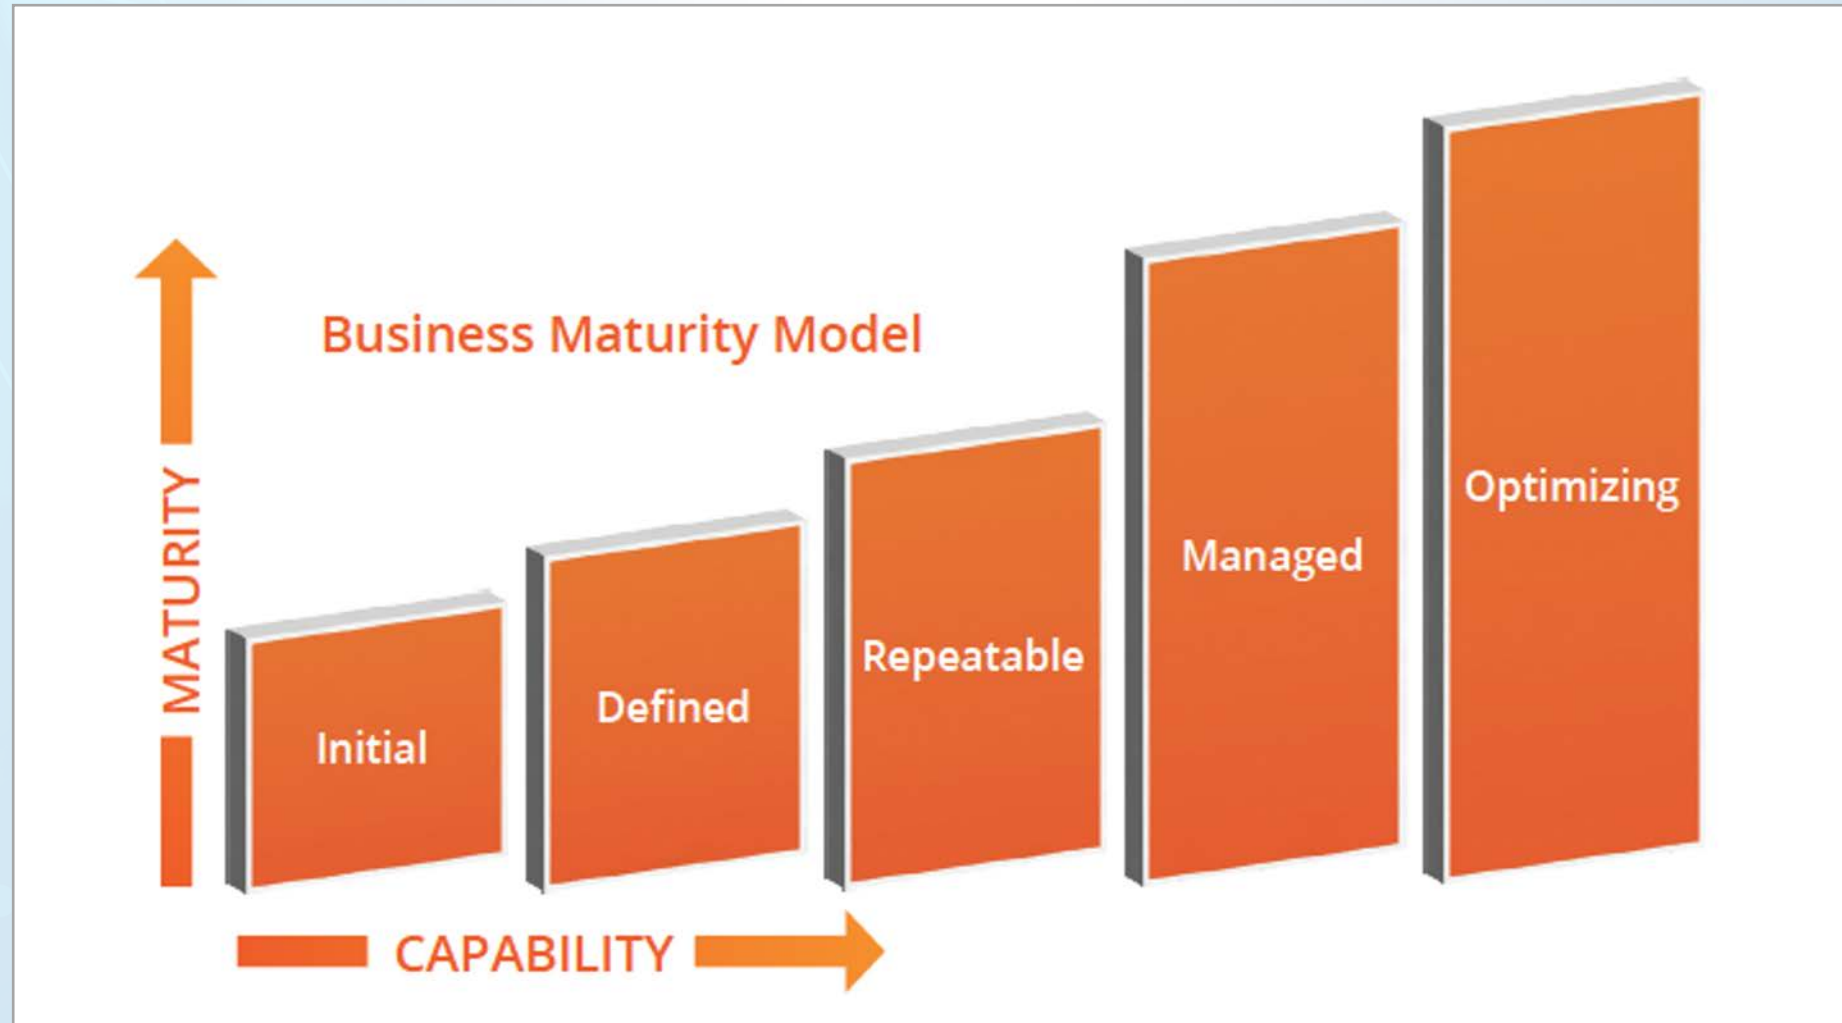 Business Maturity Model
MATURITY
Initial
Defined
Repeatable
Managed
Optimizing
CAPABILITY